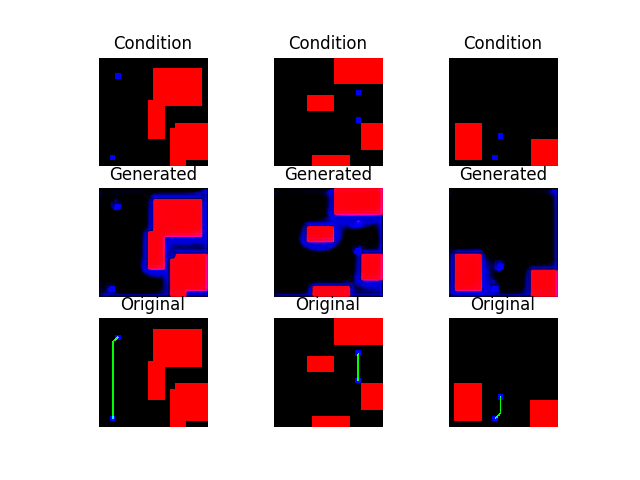 Condition Condition Condition
Generated Generated Generated
Original Original Original